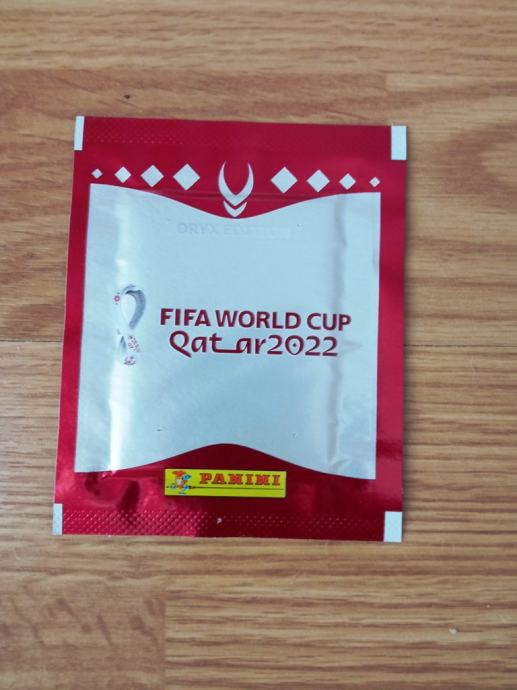 ORYX EDITION
FIFA WORLD CUP
Qatar2022
PANINI